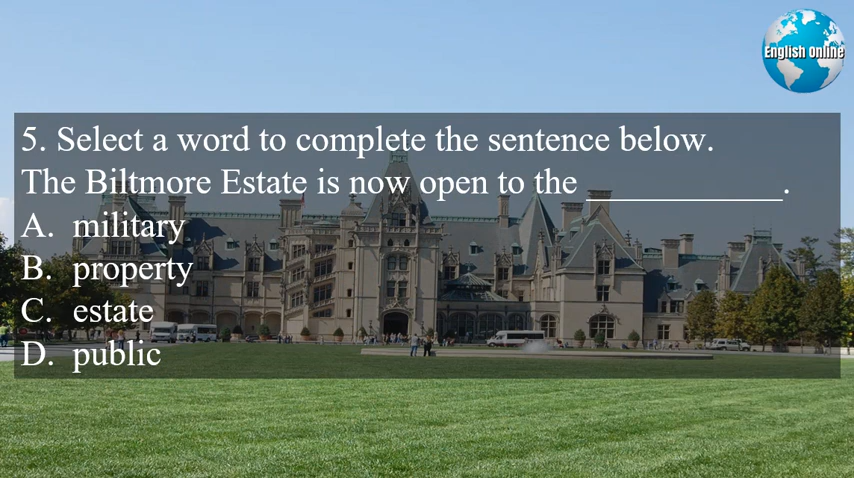 English Online
5. Select a word to complete the sentence below.
The Biltmore Estate is now open to the ___________.
A. military
B. property
C. estate
D. public